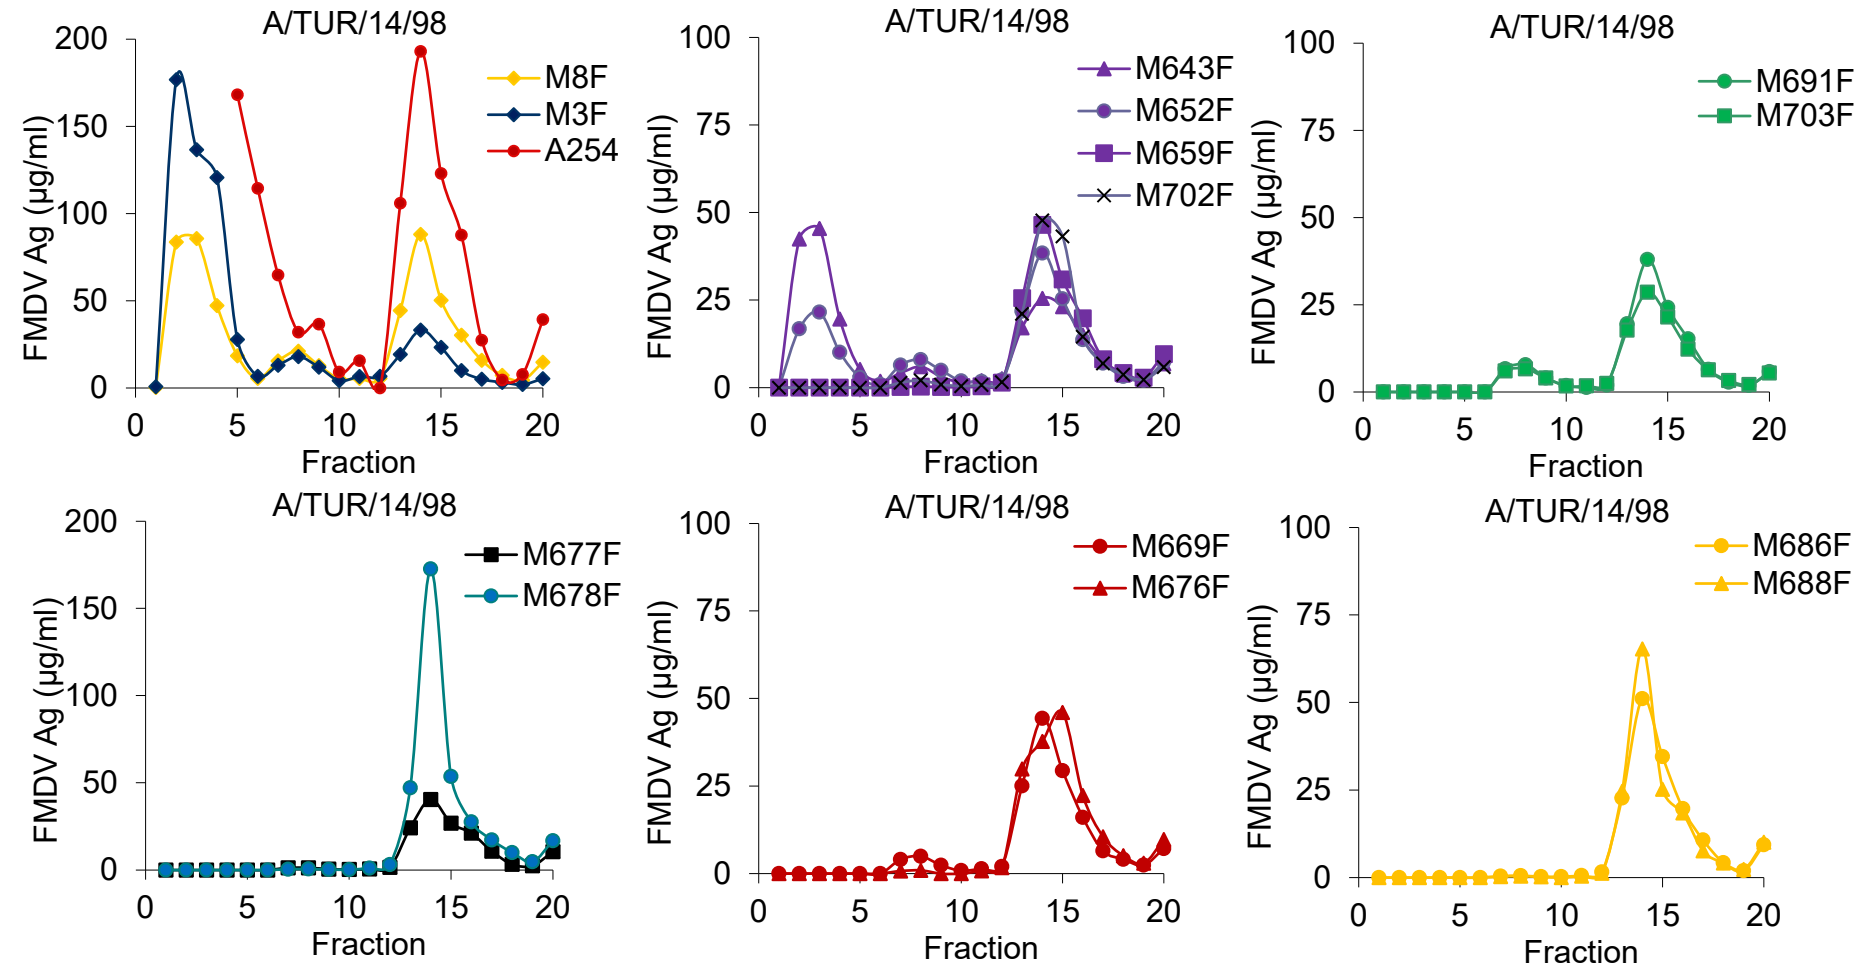 A/TUR/14/98
FMDV Ag (µg/ml)
200
150
100
50
0
0 5 10 15 20
Fraction
M8F
M3F
A254
A/TUR/14/98
FMDV Ag (µg/ml)
100
75
50
25
0
0 5 10 15 20
Fraction
M643F
M652F
M659F
M702F
A/TUR/14/98
FMDV Ag (µg/ml)
100
75
50
25
0
0 5 10 15 20
Fraction
M691F
M703F
A/TUR/14/98
FMDV Ag (µg/ml)
200
150
100
50
0
0 5 10 15 20
Fraction
M677F
M678F
A/TUR/14/98
FMDV Ag (µg/ml)
100
75
50
25
0
0 5 10 15 20
Fraction
M669F
M676F
A/TUR/14/98
FMDV Ag (µg/ml)
100
75
50
25
0
0 5 10 15 20
Fraction
M686F
M688F